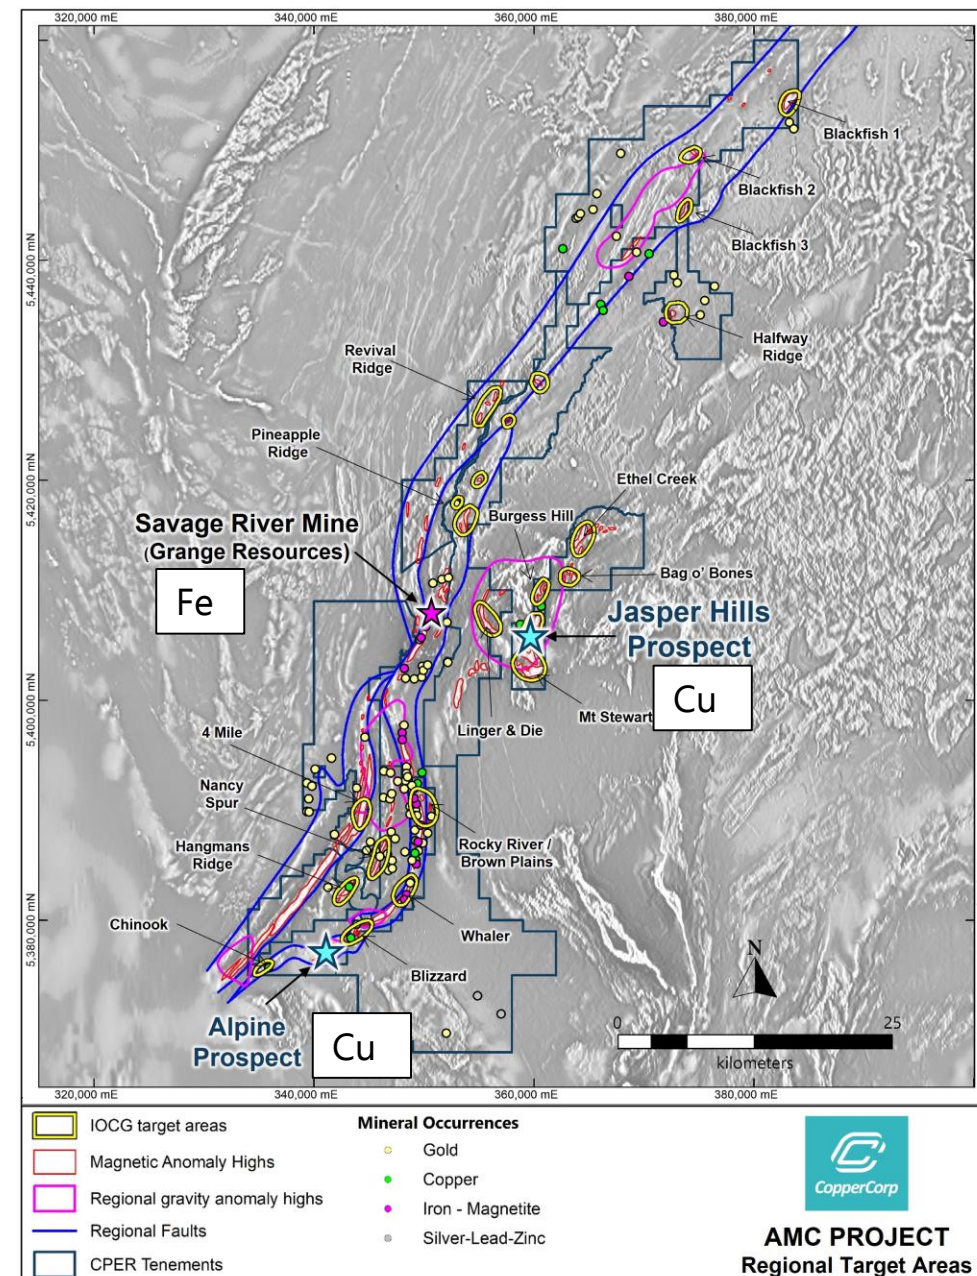 320,000 mE
340,000 mE
360,000 mE
380,000 mE
5,440,000 mN
5,420,000 mN
5,400,000 mN
5,380,000 mN
Blackfish 1
Blackfish 2
Blackfish 3
Halfway
Ridge
Revival
Ridge
Pineapple
Ridge
Ethel Creek
Burgess Hill
Savage River Mine
(Grange Resources)
Fe
Bag o' Bones
Jasper Hills
Prospect
Cu
Mt Stewart
Linger & Die
4 Mile
Nancy
Spur
Hangmans
Ridge
Rocky River /
Brown Plains
Chinook
Whaler
Blizzard
Alpine
Prospect
Cu
N
0
25
kilometers
320,000 mE
340,000 mE
360,000 mE
380,000 mE
IOCG target areas
Magnetic Anomaly Highs
Regional gravity anomaly highs
Regional Faults
CPER Tenements
Mineral Occurrences
Gold
Copper
Iron - Magnetite
Silver-Lead-Zinc
CopperCorp
AMC PROJECT
Regional Target Areas